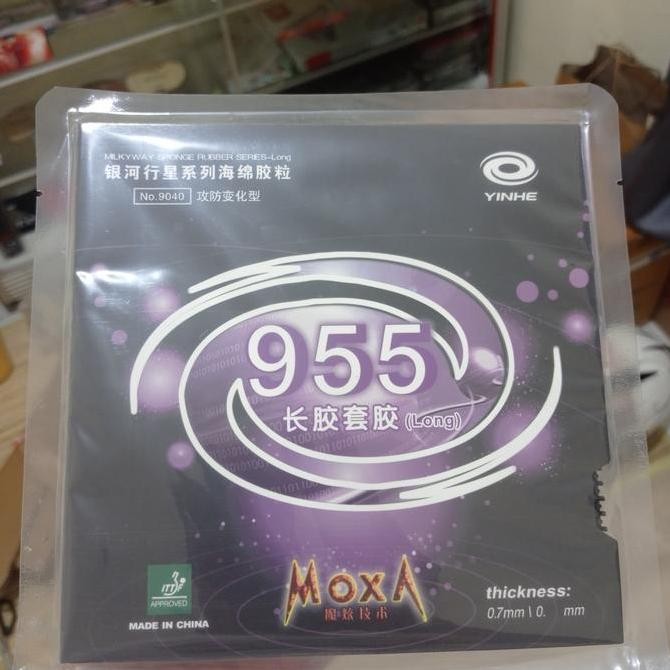 MILKYWAY SPONGE RUBBER SERIES-Long
银河行星系列海绵胶粒
No.9040 攻防变化型
YINHE
955
长胶套胶 (Long)
ITTF
APPROVED
MADE IN CHINA
MOXA
魔炫技术
thickness:
0.7mm \ 0. mm